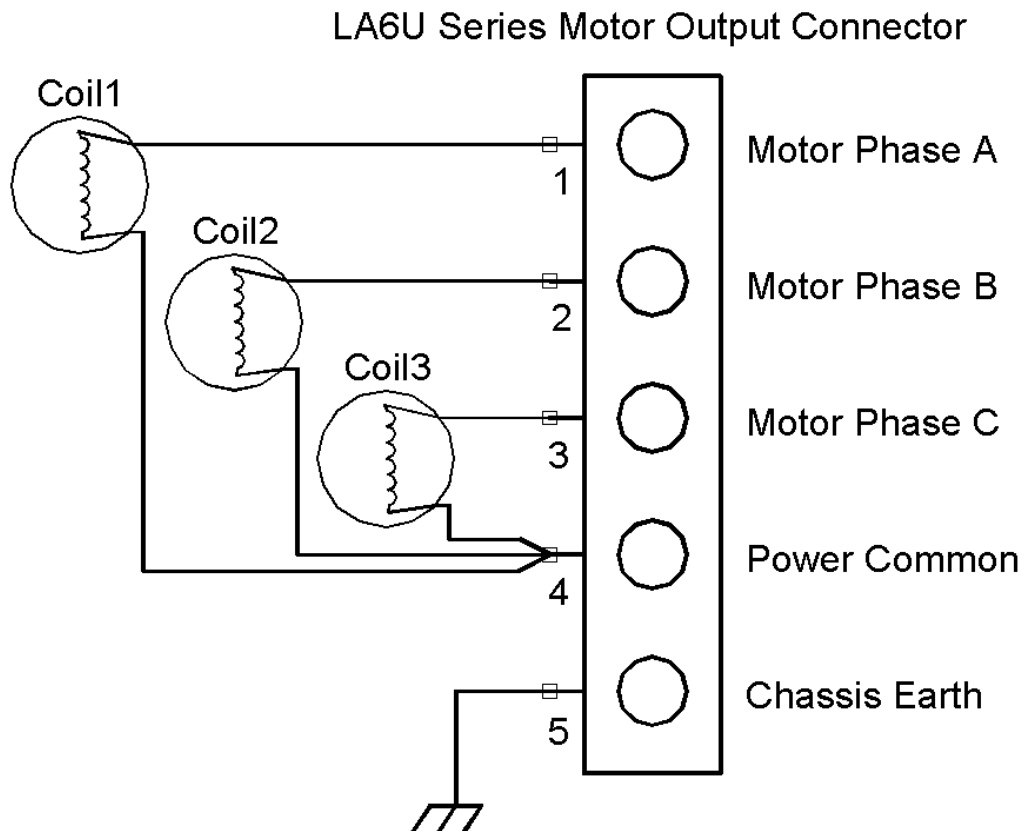 LA6U Series Motor Output Connector
Coil1
1
Motor Phase A
Coil2
2
Motor Phase B
Coil3
3
Motor Phase C
4
Power Common
5
Chassis Earth